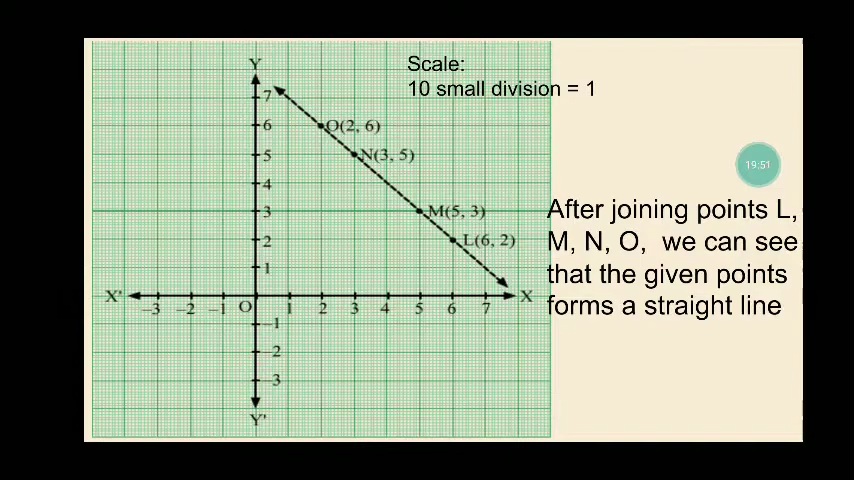 Scale:
10 small division = 1
Y
7
6
O(2, 6)
5
N(3, 5)
4
3
M(5, 3)
2
L(6, 2)
1
X'
–3 –2 –1 O 1 2 3 4 5 6 7
X
–1
2
3
Y'
19:51
After joining points L,
M, N, O, we can see
that the given points
forms a straight line